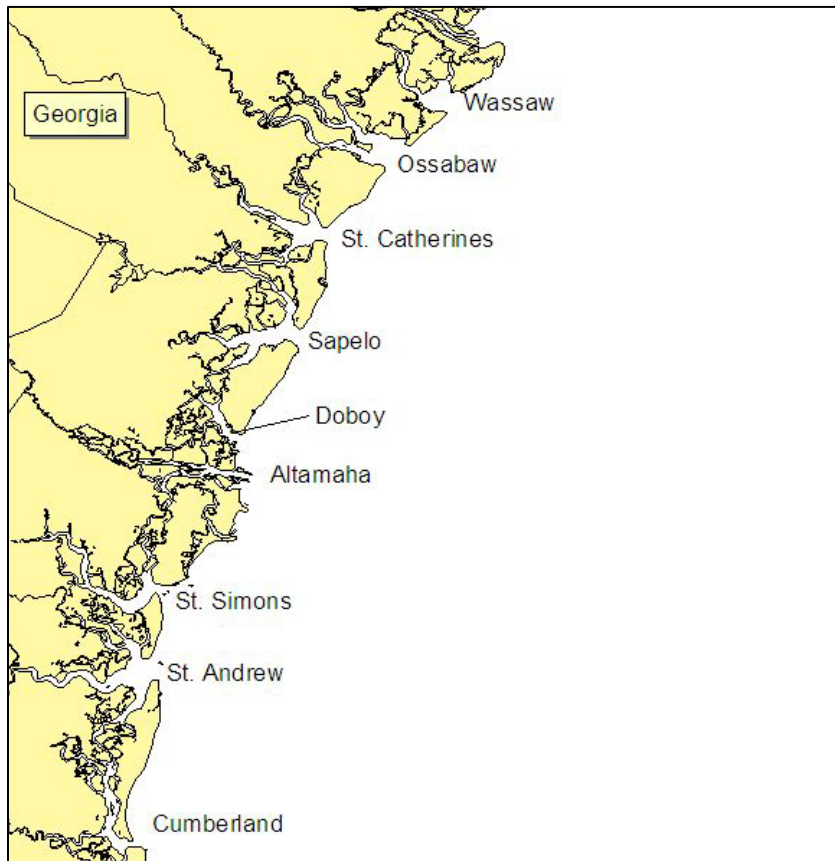 Georgia
Wassaw
Ossabaw
St. Catherines
Sapelo
Doboy
Altamaha
St. Simons
St. Andrew
Cumberland